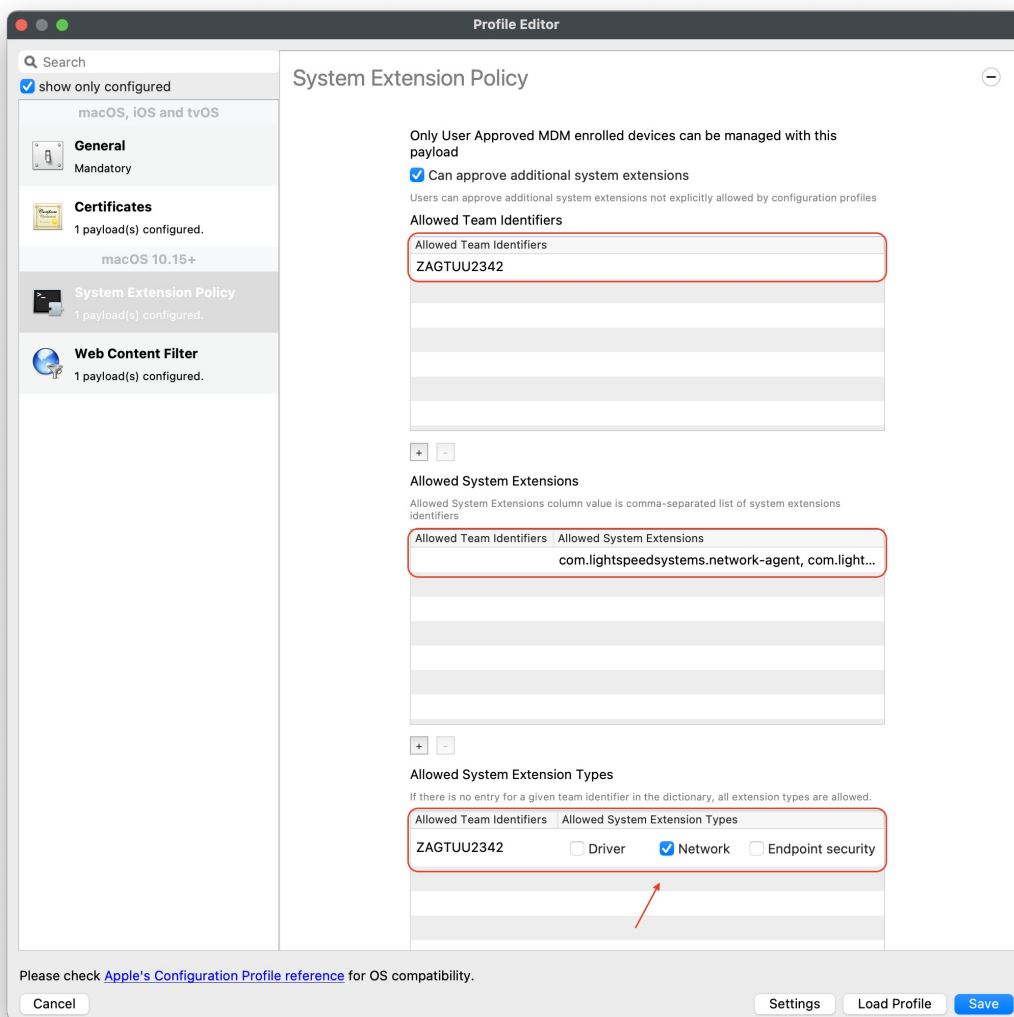 Profile Editor
Search
show only configured
macOS, iOS and tvOS
General
Mandatory
Certificates
1 payload(s) configured.
macOS 10.15+
System Extension Policy
1 payload(s) configured.
Web Content Filter
1 payload(s) configured.
System Extension Policy
Only User Approved MDM enrolled devices can be managed with this
payload
Can approve additional system extensions
Users can approve additional system extensions not explicitly allowed by configuration profiles
Allowed Team Identifiers
Allowed Team Identifiers
ZAGTUU2342
+ -
Allowed System Extensions
Allowed System Extensions column value is comma-separated list of system extensions
identifiers
Allowed Team Identifiers Allowed System Extensions
com.lightspeedsystems.network-agent, com.light...
+ -
Allowed System Extension Types
If there is no entry for a given team identifier in the dictionary, all extension types are allowed.
Allowed Team Identifiers Allowed System Extension Types
ZAGTUU2342 Driver Network Endpoint security
Please check Apple's Configuration Profile reference for OS compatibility.
Cancel Settings Load Profile Save